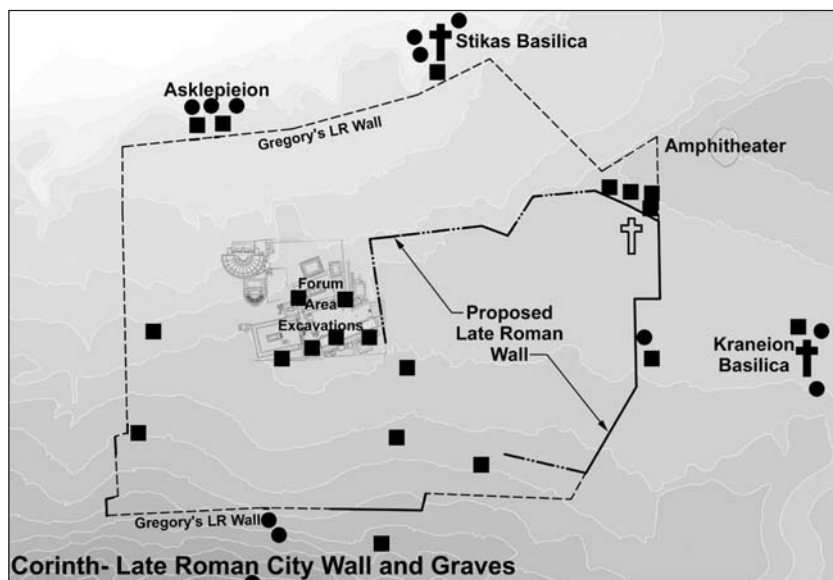 Stikas Basilica
Asklepieion
Gregory's LR Wall
Amphitheater
Forum
Area
Excavations
Proposed
Late Roman
Wall
Kraneion
Basilica
Gregory's LR Wall
Corinth- Late Roman City Wall and Graves